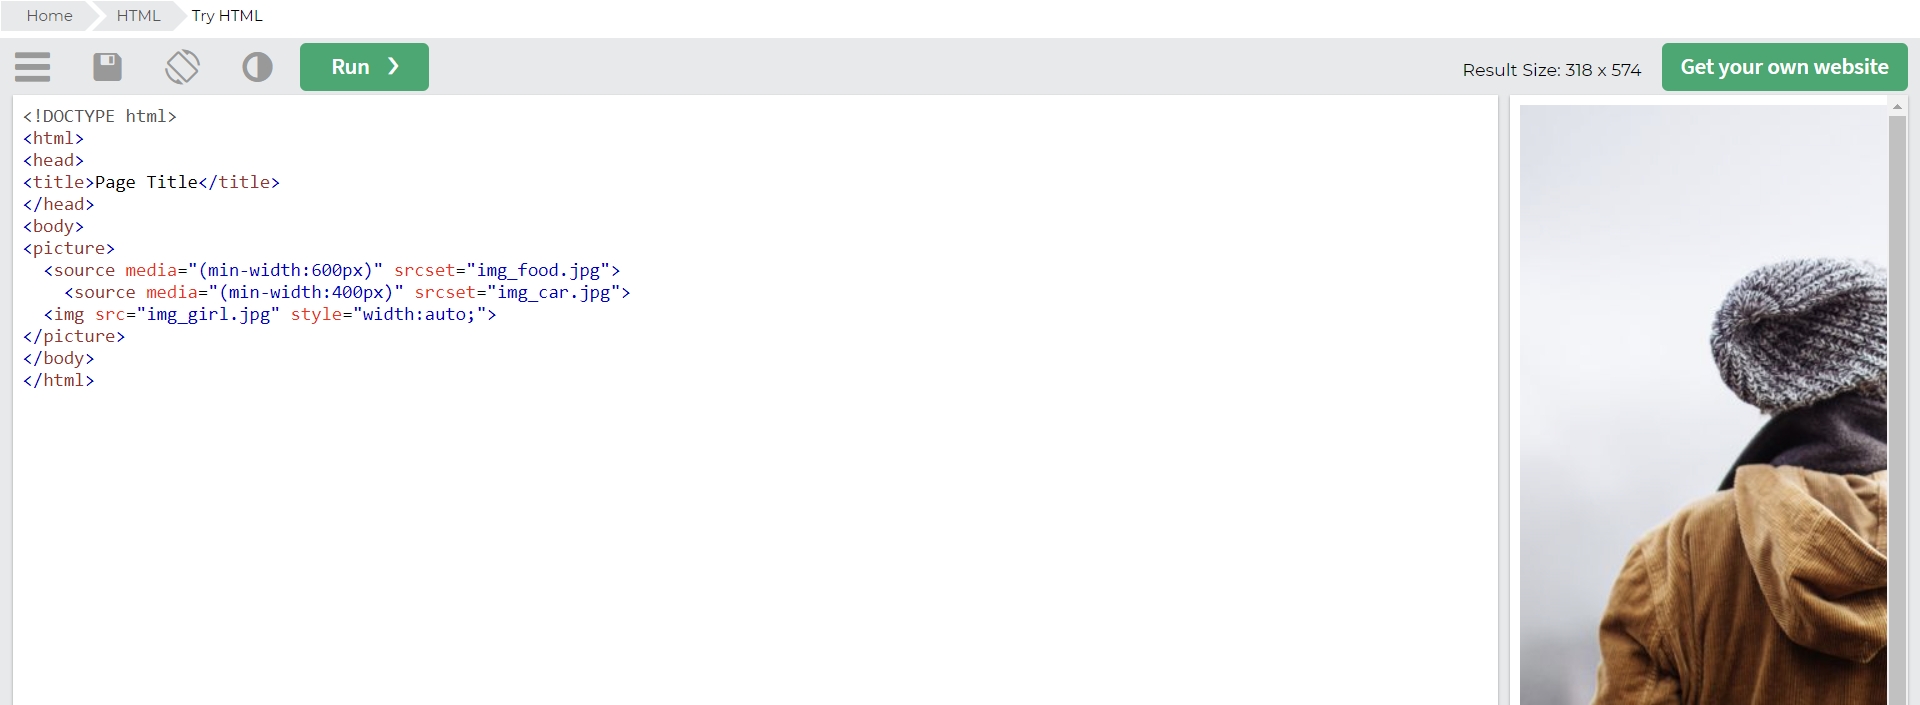 Home HTML Try HTML
Run ❯ Result Size: 318 x 574 Get your own website
<!DOCTYPE html>
<html>
<head>
<title>Page Title</title>
</head>
<body>
<picture>
  <source media="(min-width:600px)" srcset="img_food.jpg">
    <source media="(min-width:400px)" srcset="img_car.jpg">
  <img src="img_girl.jpg" style="width:auto;">
</picture>
</body>
</html>